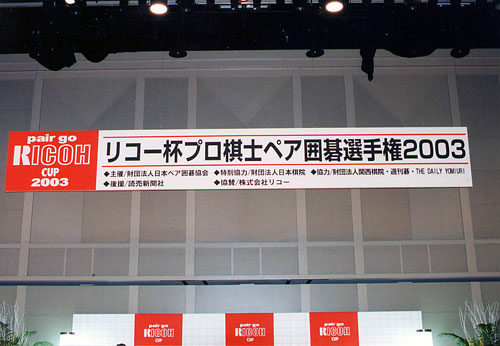 pair go
RICOH
CUP
2003
リコー杯プロ棋士ペア囲碁選手権2003
◆主催/財団法人日本ペア囲碁協会 ◆特別協力/財団法人日本棋院 ◆協力/財団法人関西棋院・週刊碁・THE DAILY YOMIURI
◆後援/読売新聞社 ◆協賛/株式会社リコー
pair go
RICOH
CUP
pair go
RICOH
CUP
pair go
RICOH
CUP